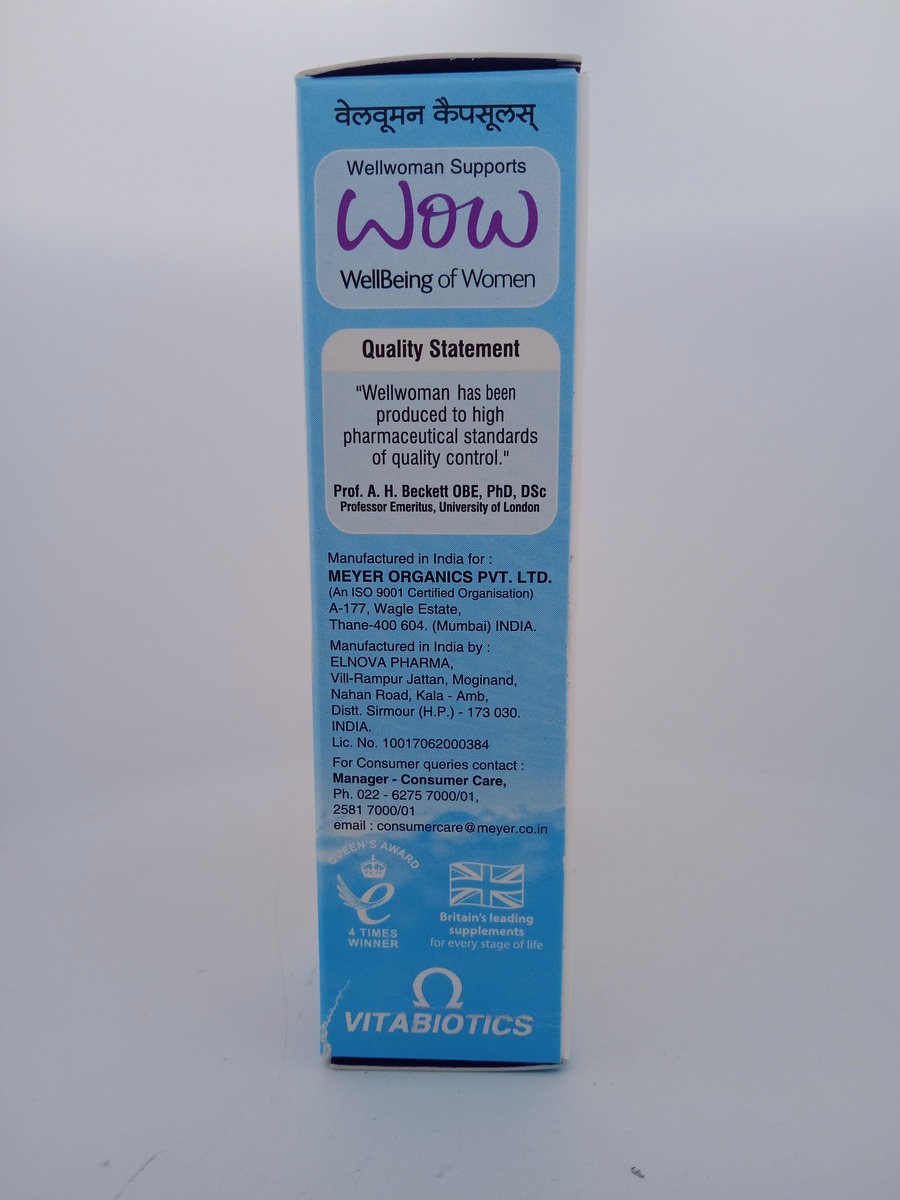 वेलवूमन कैपसूलस्
Wellwoman Supports
Wow
WellBeing of Women
Quality Statement
"Wellwoman has been
produced to high
pharmaceutical standards
of quality control."
Prof. A. H. Beckett OBE, PhD, DSc
Professor Emeritus, University of London
Manufactured in India for :
MEYER ORGANICS PVT. LTD.
(An ISO 9001 Certified Organisation)
A-177, Wagle Estate,
Thane-400 604. (Mumbai) INDIA.
Manufactured in India by :
ELNOVA PHARMA,
Vill-Rampur Jattan, Moginand,
Nahan Road, Kala - Amb,
Distt. Sirmour (H.P.) - 173 030.
INDIA.
Lic. No. 10017062000384
For Consumer queries contact :
Manager - Consumer Care,
Ph. 022 - 6275 7000/01,
2581 7000/01
email : consumercare@meyer.co.in
QUEEN'S AWARD
4 TIMES
WINNER
Britain's leading
supplements
for every stage of life
VITABIOTICS